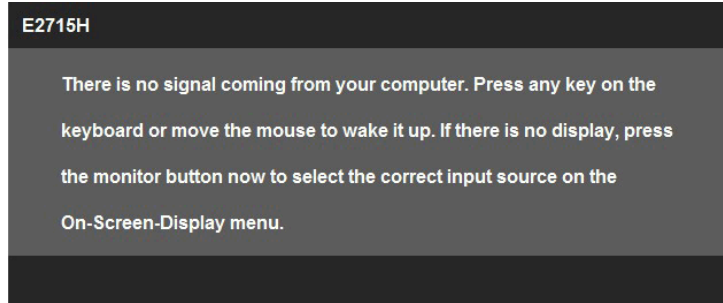 E2715H
There is no signal coming from your computer. Press any key on the
keyboard or move the mouse to wake it up. If there is no display, press
the monitor button now to select the correct input source on the
On-Screen-Display menu.